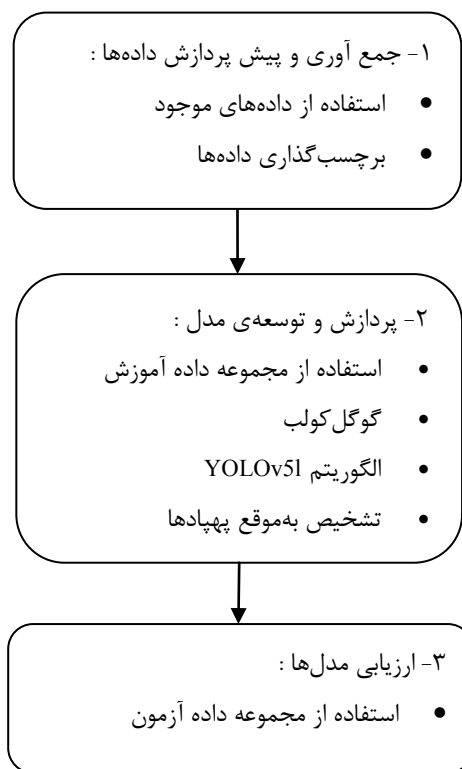 ۱- جمع آوری و پیش پردازش داده‌ها :
• استفاده از داده‌های موجود
• برچسب‌گذاری داده‌ها
۲- پردازش و توسعه‌ی مدل :
• استفاده از مجموعه داده آموزش
• گوگل‌کولب
• الگوریتم YOLOv5l
• تشخیص به‌موقع پهپادها
۳- ارزیابی مدل‌ها :
• استفاده از مجموعه داده آزمون